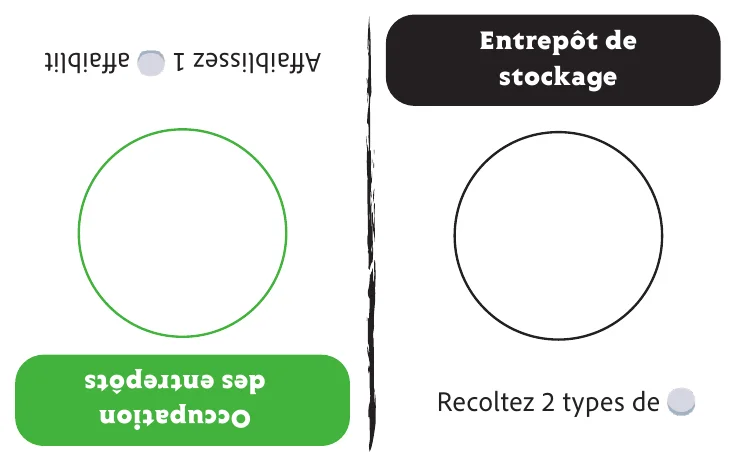 Entrepôt de
stockage
Recoltez 2 types de
Occupation
des entrepôts
Affaiblissez 1 affaiblit